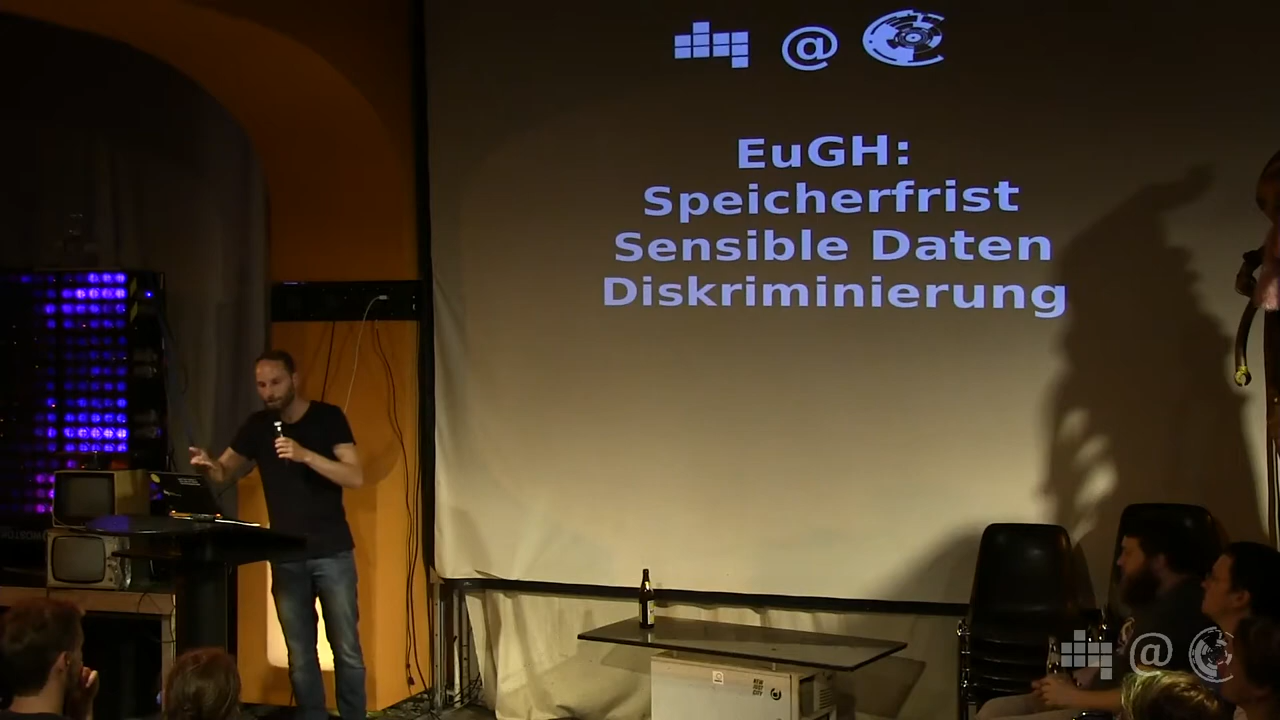 @
EuGH:
Speicherfrist
Sensible Daten
Diskriminierung
@